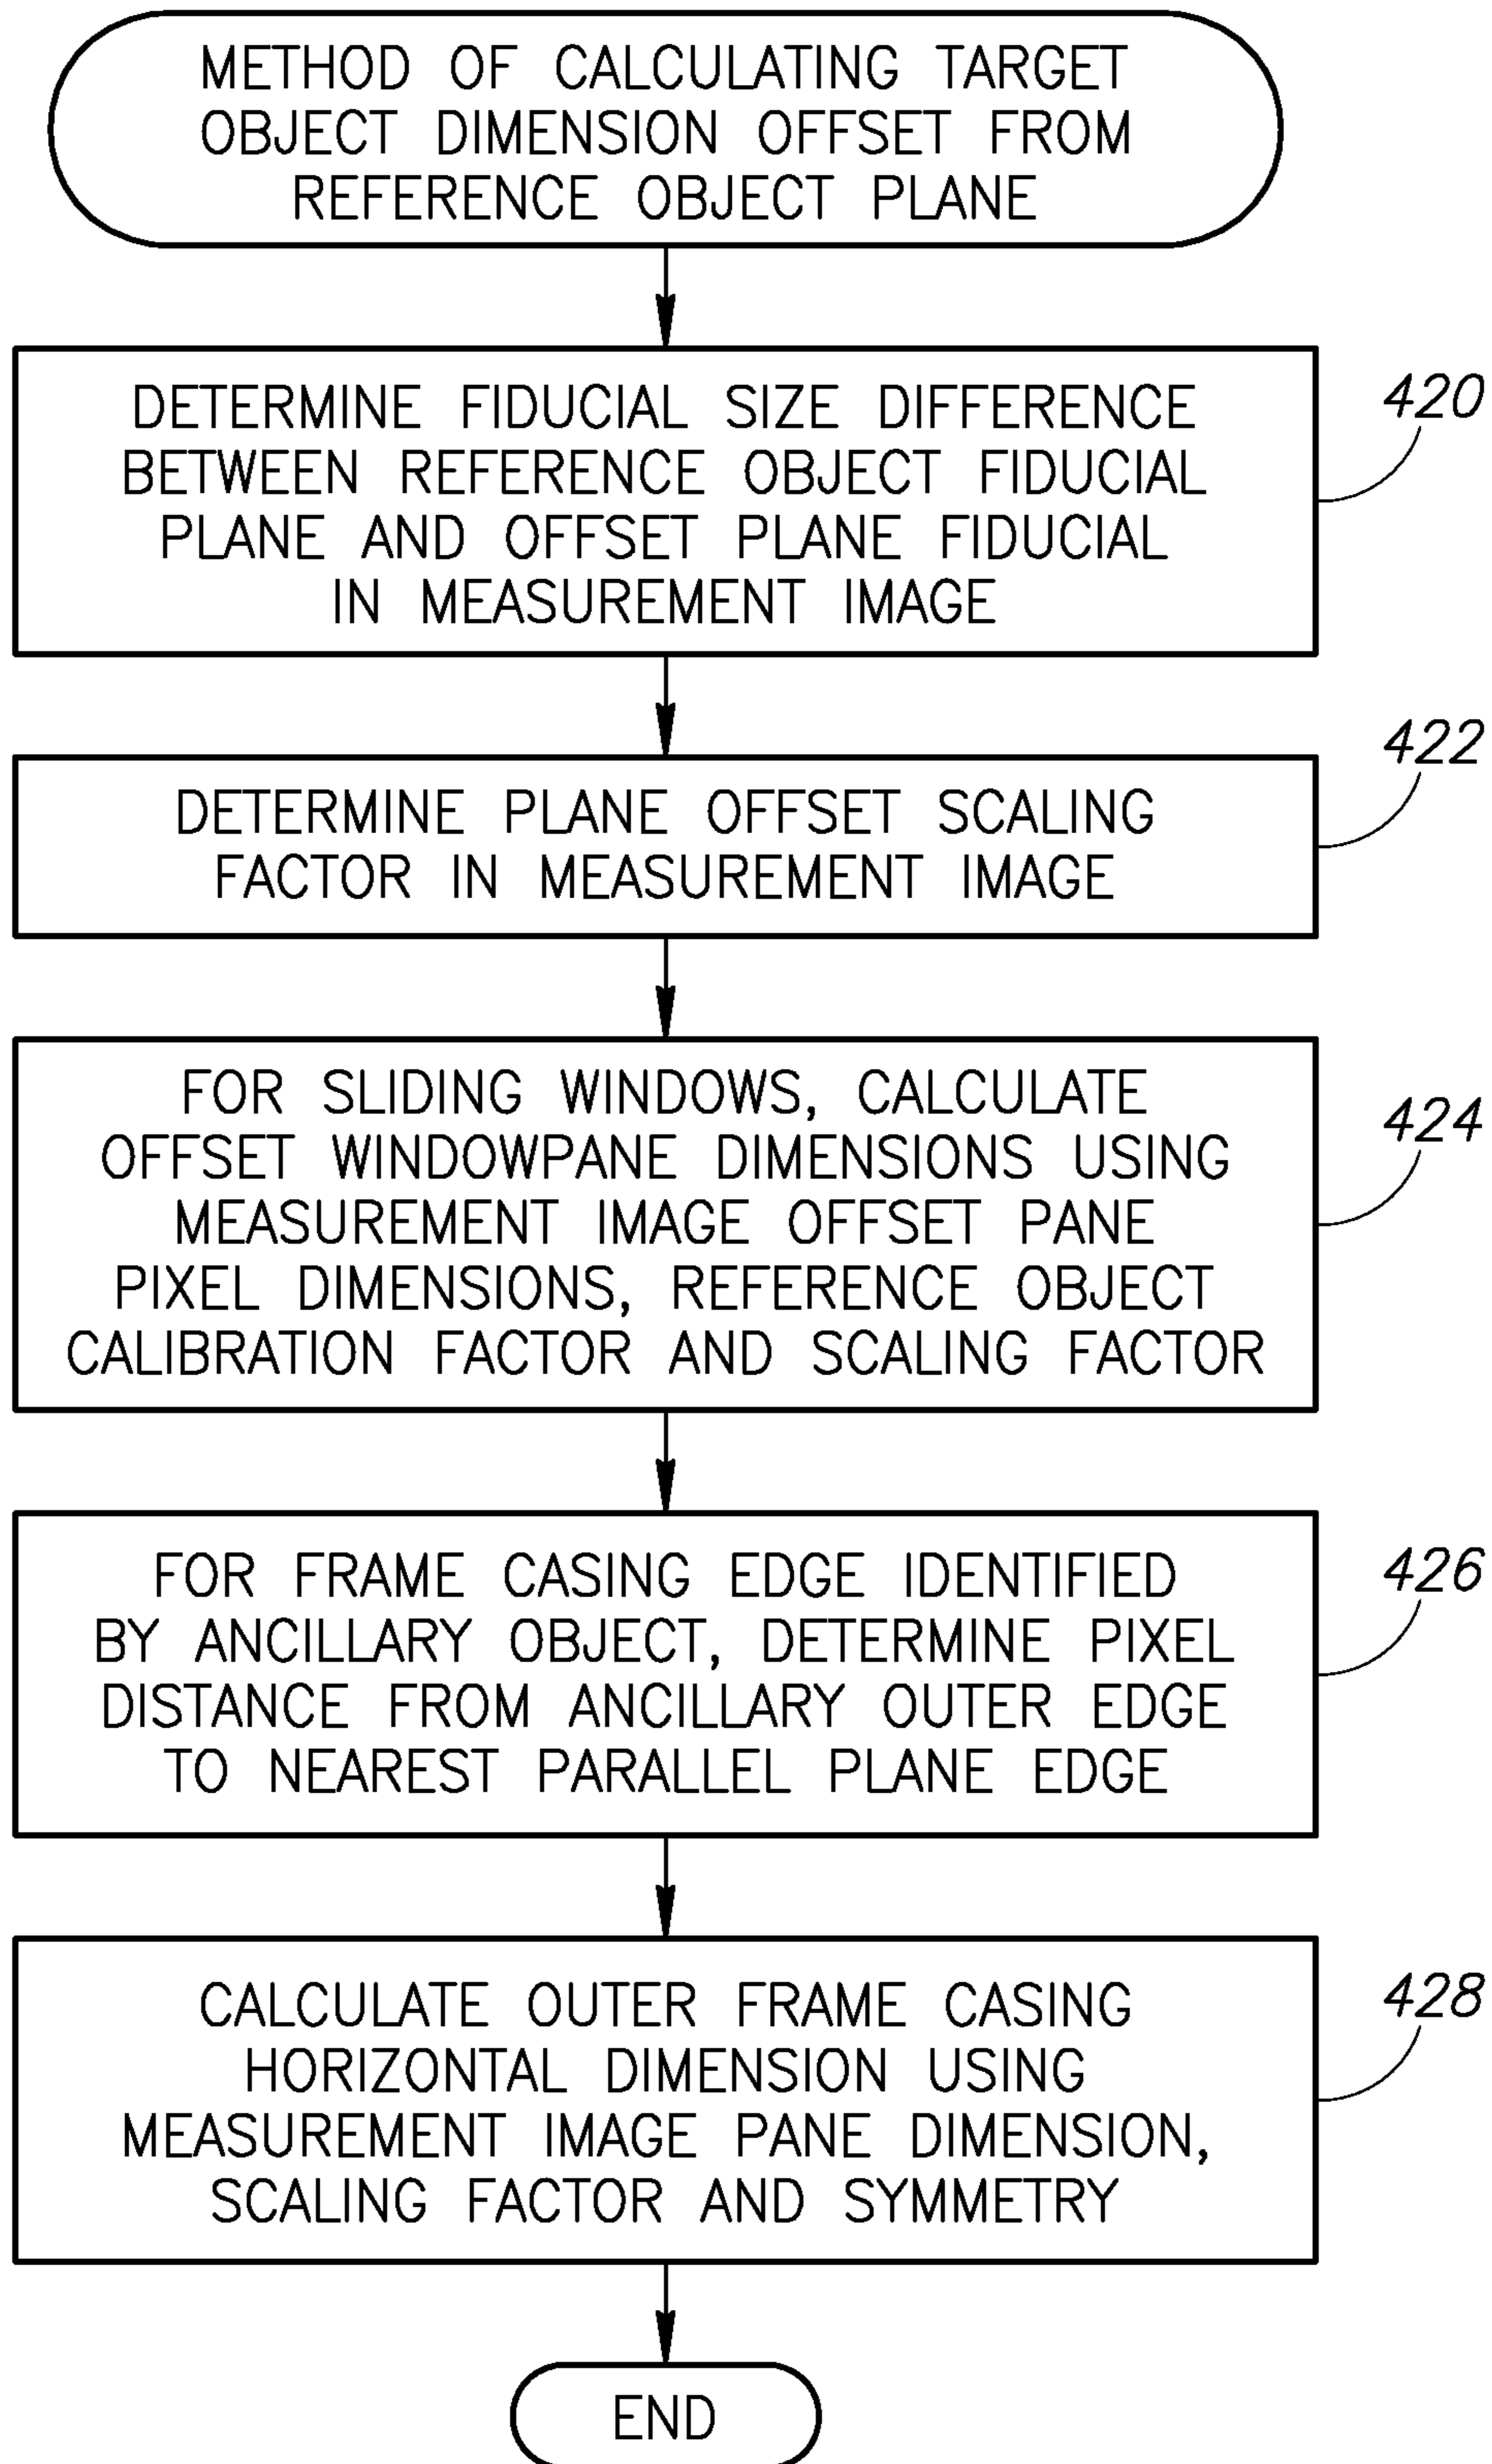 METHOD OF CALCULATING TARGET
OBJECT DIMENSION OFFSET FROM
REFERENCE OBJECT PLANE
DETERMINE FIDUCIAL SIZE DIFFERENCE
BETWEEN REFERENCE OBJECT FIDUCIAL
PLANE AND OFFSET PLANE FIDUCIAL
IN MEASUREMENT IMAGE
420
DETERMINE PLANE OFFSET SCALING
FACTOR IN MEASUREMENT IMAGE
422
FOR SLIDING WINDOWS, CALCULATE
OFFSET WINDOWPANE DIMENSIONS USING
MEASUREMENT IMAGE OFFSET PANE
PIXEL DIMENSIONS, REFERENCE OBJECT
CALIBRATION FACTOR AND SCALING FACTOR
424
FOR FRAME CASING EDGE IDENTIFIED
BY ANCILLARY OBJECT, DETERMINE PIXEL
DISTANCE FROM ANCILLARY OUTER EDGE
TO NEAREST PARALLEL PLANE EDGE
426
CALCULATE OUTER FRAME CASING
HORIZONTAL DIMENSION USING
MEASUREMENT IMAGE PANE DIMENSION,
SCALING FACTOR AND SYMMETRY
428
END